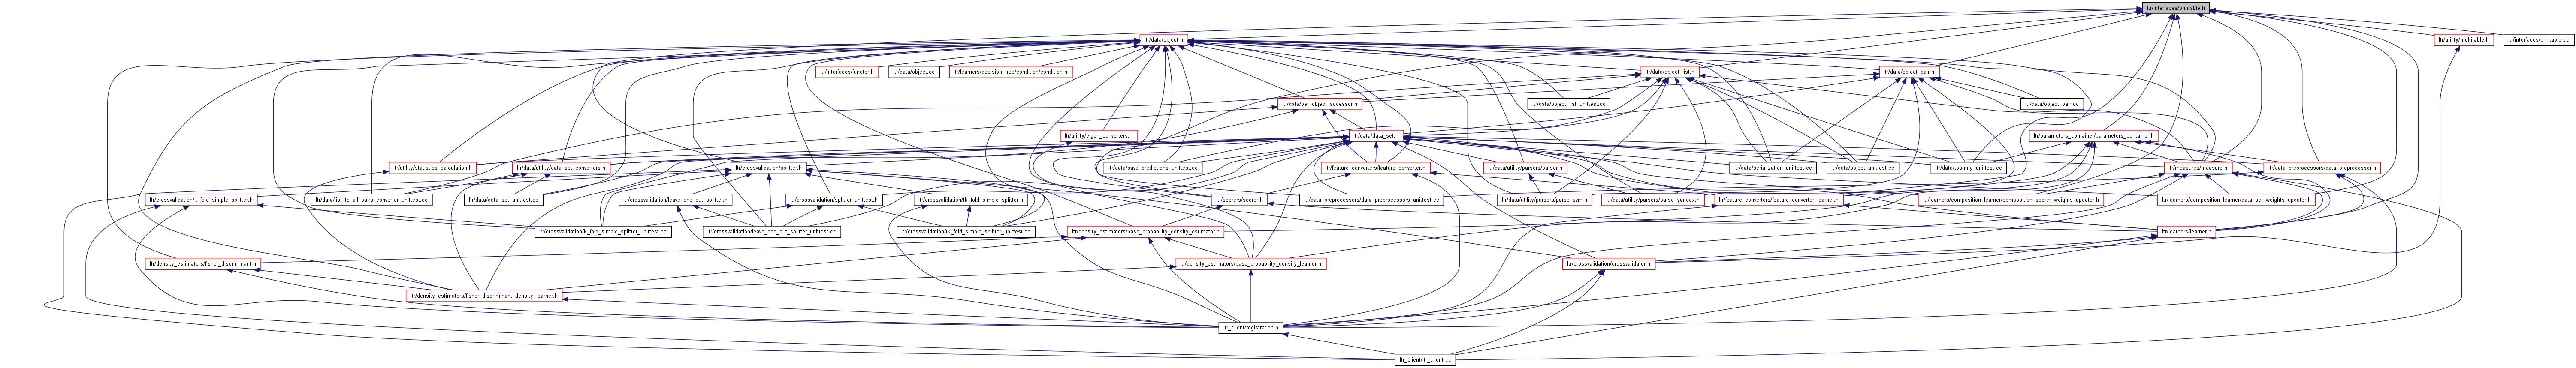 ltr/interfaces/printable.h
ltr/data/object.h
ltr/utility/multitable.h
ltr/interfaces/printable.cc
ltr/interfaces/functor.h
ltr/data/object.cc
ltr/learners/decision_tree/condition/condition.h
ltr/data/object_list.h
ltr/data/object_pair.h
ltr/data/per_object_accessor.h
ltr/data/object_list_unittest.cc
ltr/data/object_pair.cc
ltr/utility/eigen_converters.h
ltr/data/data_set.h
ltr/parameters_container/parameters_container.h
ltr/utility/statistics_calculation.h
ltr/data/utility/data_set_converters.h
ltr/crossvalidation/splitter.h
ltr/data/save_predictions_unittest.cc
ltr/feature_converters/feature_converter.h
ltr/data/utility/parsers/parser.h
ltr/data/serialization_unittest.cc
ltr/data/object_unittest.cc
ltr/data/tostring_unittest.cc
ltr/measures/measure.h
ltr/data_preprocessors/data_preprocessor.h
ltr/crossvalidation/k_fold_simple_splitter.h
ltr/data/list_to_all_pairs_converter_unittest.cc
ltr/data/data_set_unittest.cc
ltr/crossvalidation/leave_one_out_splitter.h
ltr/crossvalidation/splitter_unittest.h
ltr/crossvalidation/tk_fold_simple_splitter.h
ltr/scorers/scorer.h
ltr/data_preprocessors/data_preprocessors_unittest.cc
ltr/data/utility/parsers/parse_svm.h
ltr/data/utility/parsers/parse_yandex.h
ltr/feature_converters/feature_converter_learner.h
ltr/learners/composition_learner/composition_scorer_weights_updater.h
ltr/learners/composition_learner/data_set_weights_updater.h
ltr/crossvalidation/k_fold_simple_splitter_unittest.cc
ltr/crossvalidation/leave_one_out_splitter_unittest.cc
ltr/crossvalidation/tk_fold_simple_splitter_unittest.cc
ltr/density_estimators/base_probability_density_estimator.h
ltr/learners/learner.h
ltr/density_estimators/fisher_discriminant.h
ltr/density_estimators/base_probability_density_learner.h
ltr/crossvalidation/crossvalidator.h
ltr/density_estimators/fisher_discriminant_density_learner.h
ltr_client/registration.h
ltr_client/ltr_client.cc